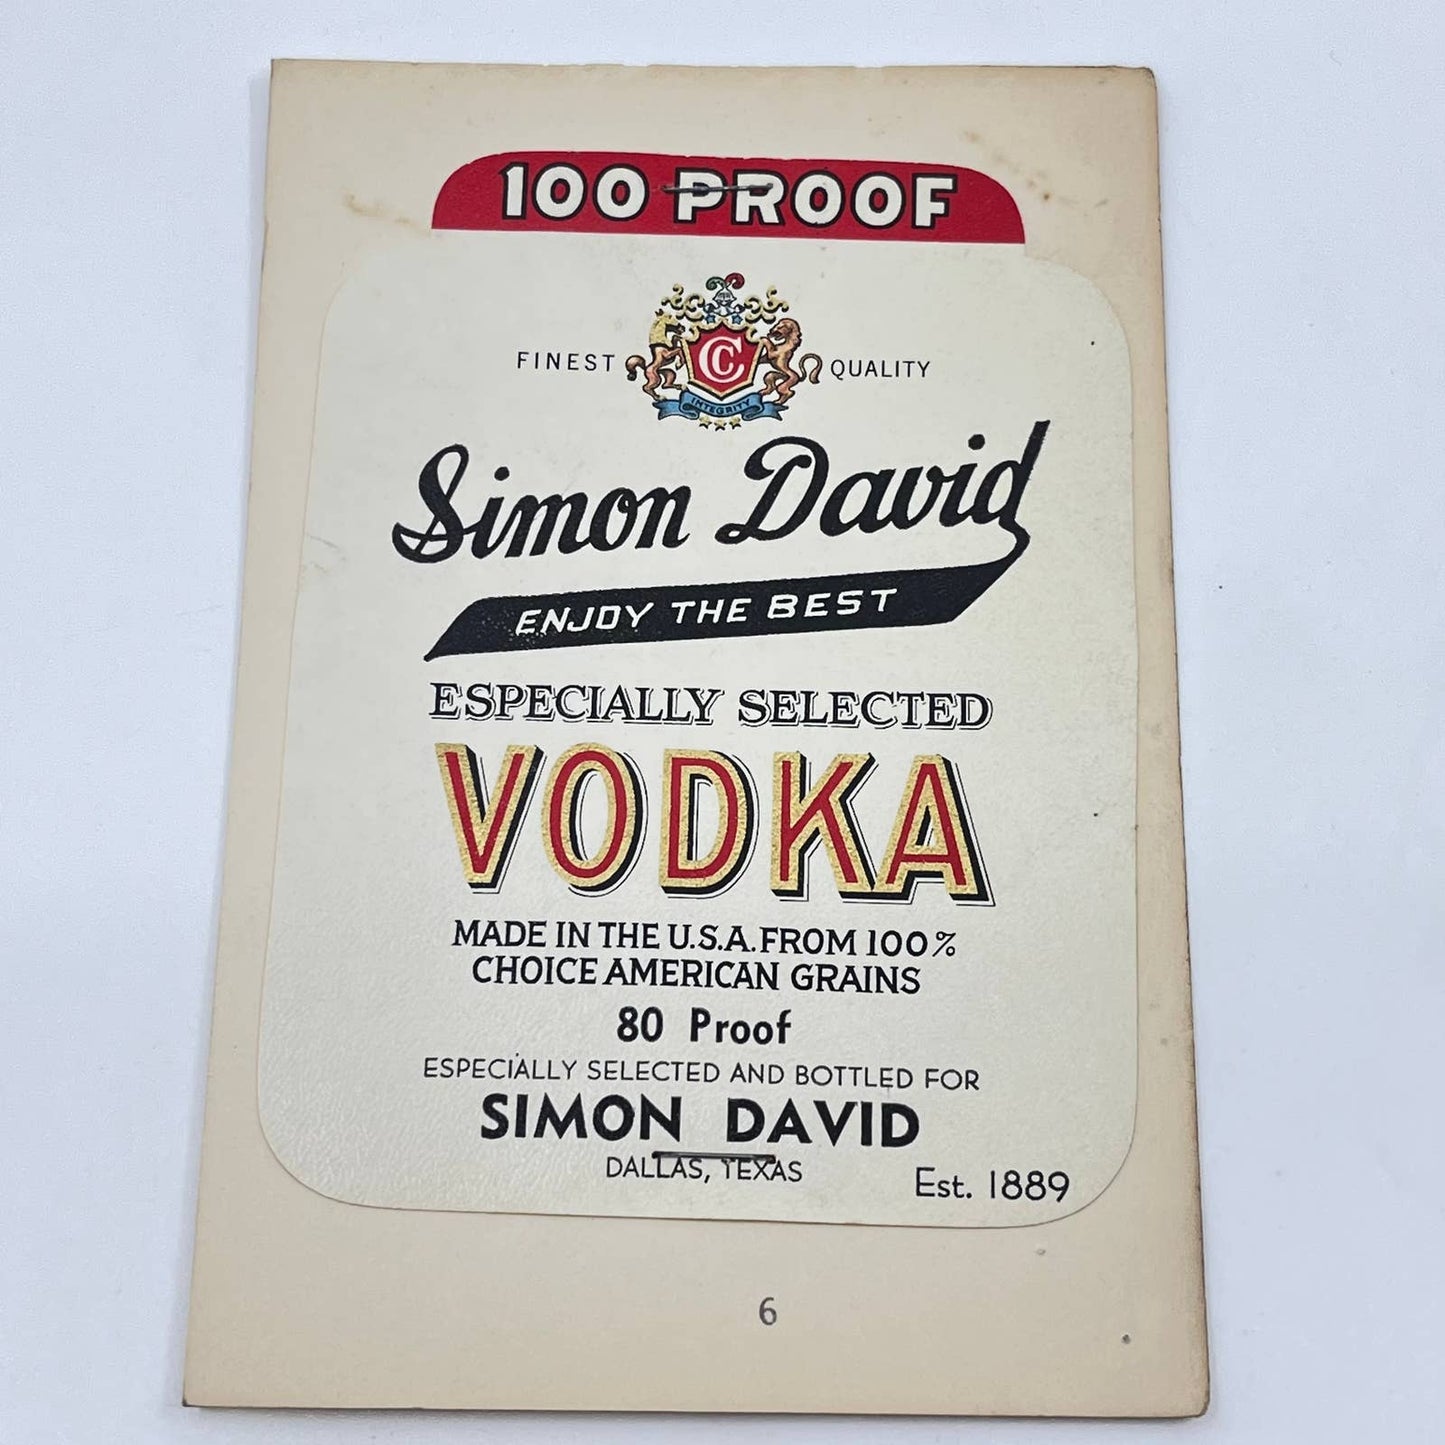 100 PROOF
FINEST QUALITY
CC
INTEGRITY
Simon David
ENJOY THE BEST
ESPECIALLY SELECTED
VODKA
MADE IN THE U.S.A. FROM 100%
CHOICE AMERICAN GRAINS
80 Proof
ESPECIALLY SELECTED AND BOTTLED FOR
SIMON DAVID
DALLAS, TEXAS
Est. 1889
6